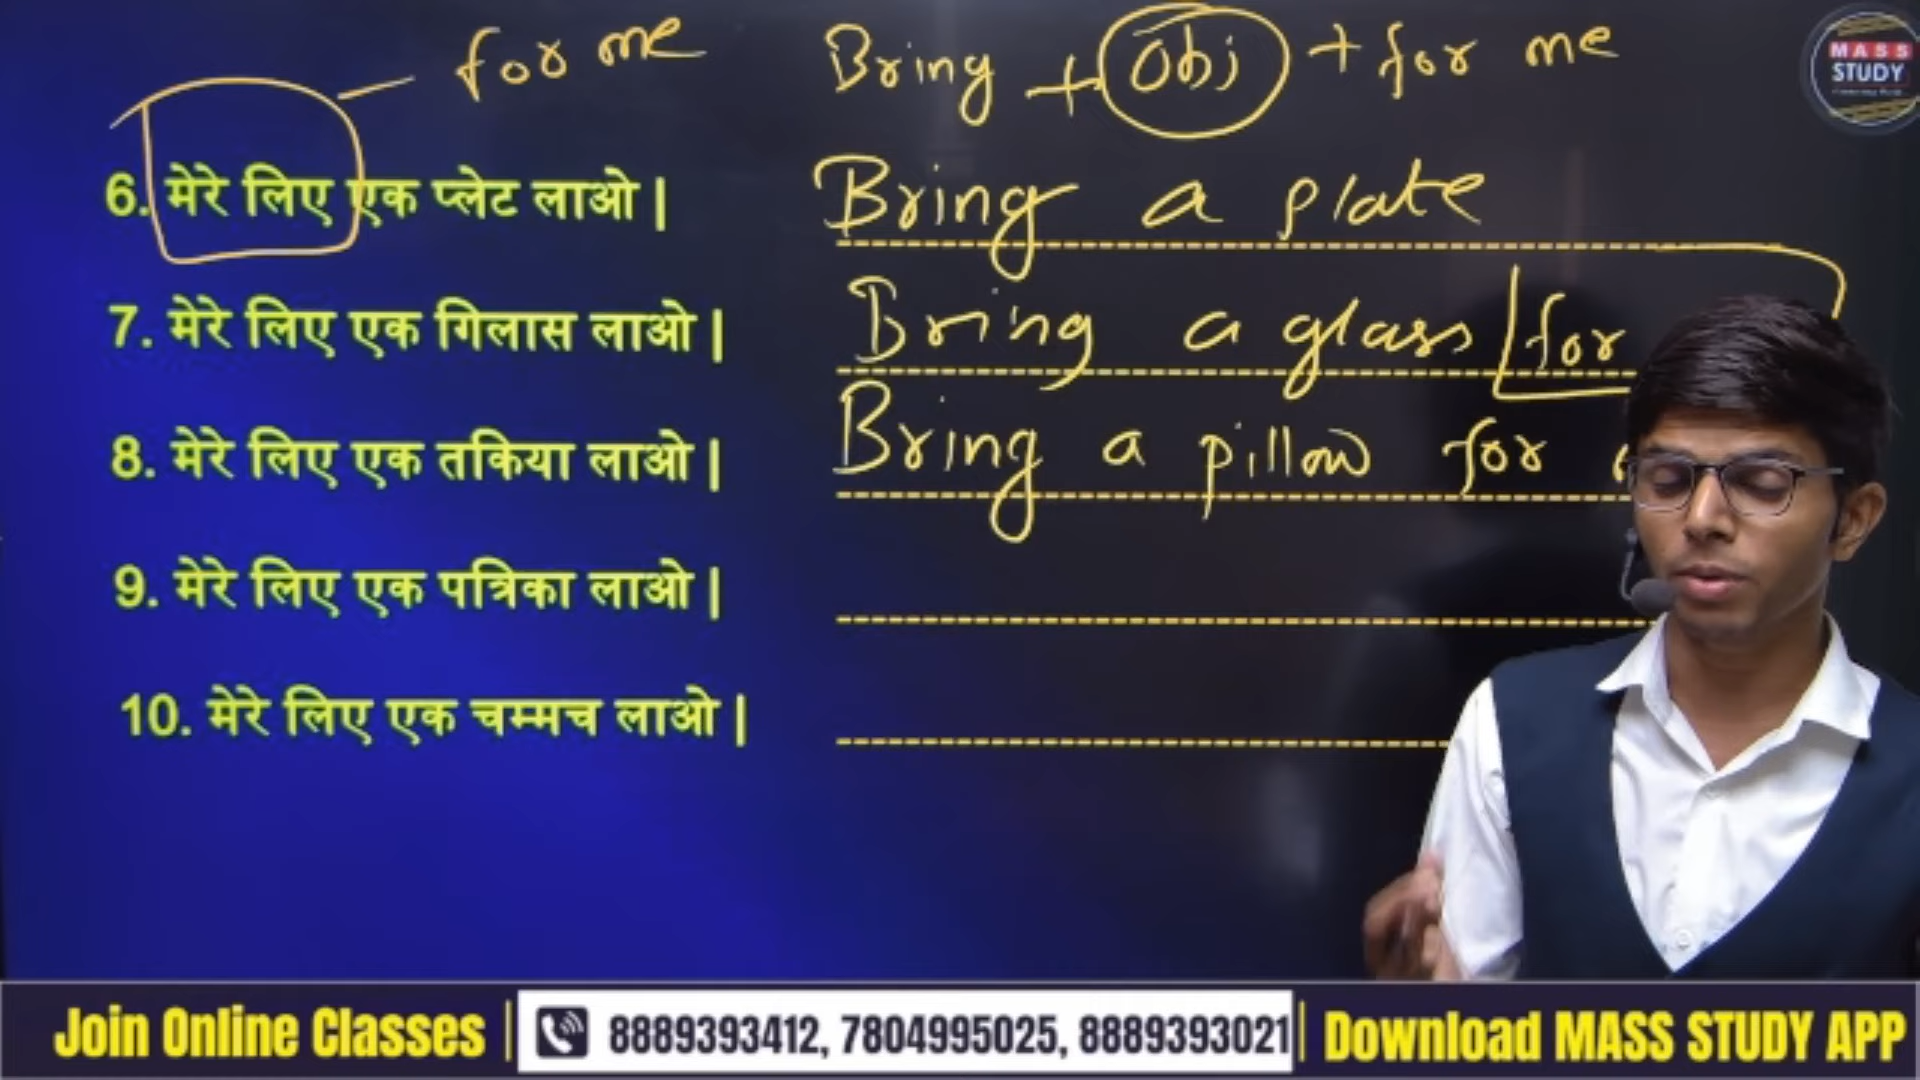 for me Bring + Obj + for me
MASS
STUDY
6. मेरे लिए एक प्लेट लाओ | Bring a plate
7. मेरे लिए एक गिलास लाओ | Bring a glass for
8. मेरे लिए एक तकिया लाओ | Bring a pillow for
9. मेरे लिए एक पत्रिका लाओ |
10. मेरे लिए एक चम्मच लाओ |
Join Online Classes | 8889393412, 7804995025, 8889393021 | Download MASS STUDY APP